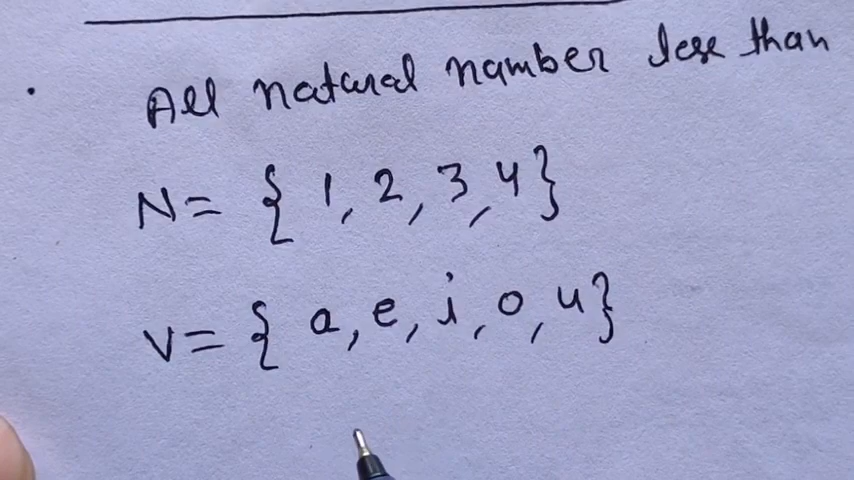 All natural number less than
N = { 1, 2, 3, 4 }
V = { a, e, i, o, u }